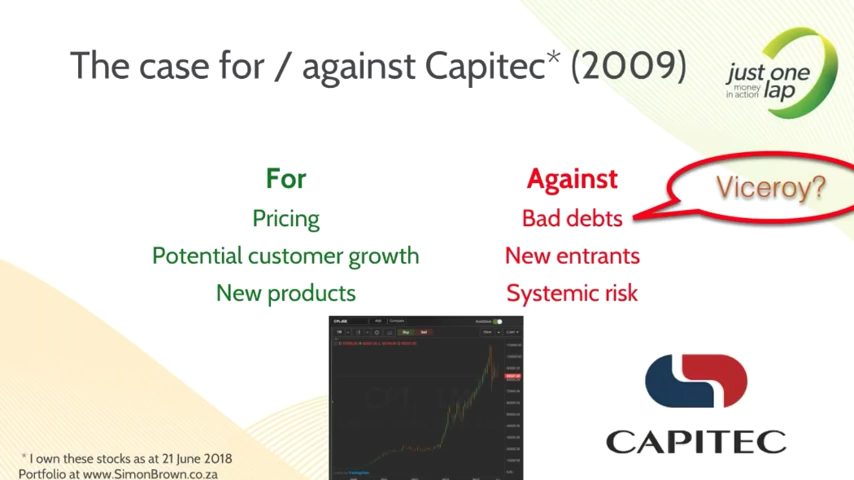 The case for / against Capitec* (2009)
just one
money
in action
lap
For
Against
Viceroy?
Pricing
Bad debts
Potential customer growth
New entrants
New products
Systemic risk
Buy
Sell
CAPITEC
* I own these stocks as at 21 June 2018
Portfolio at www.SimonBrown.co.za